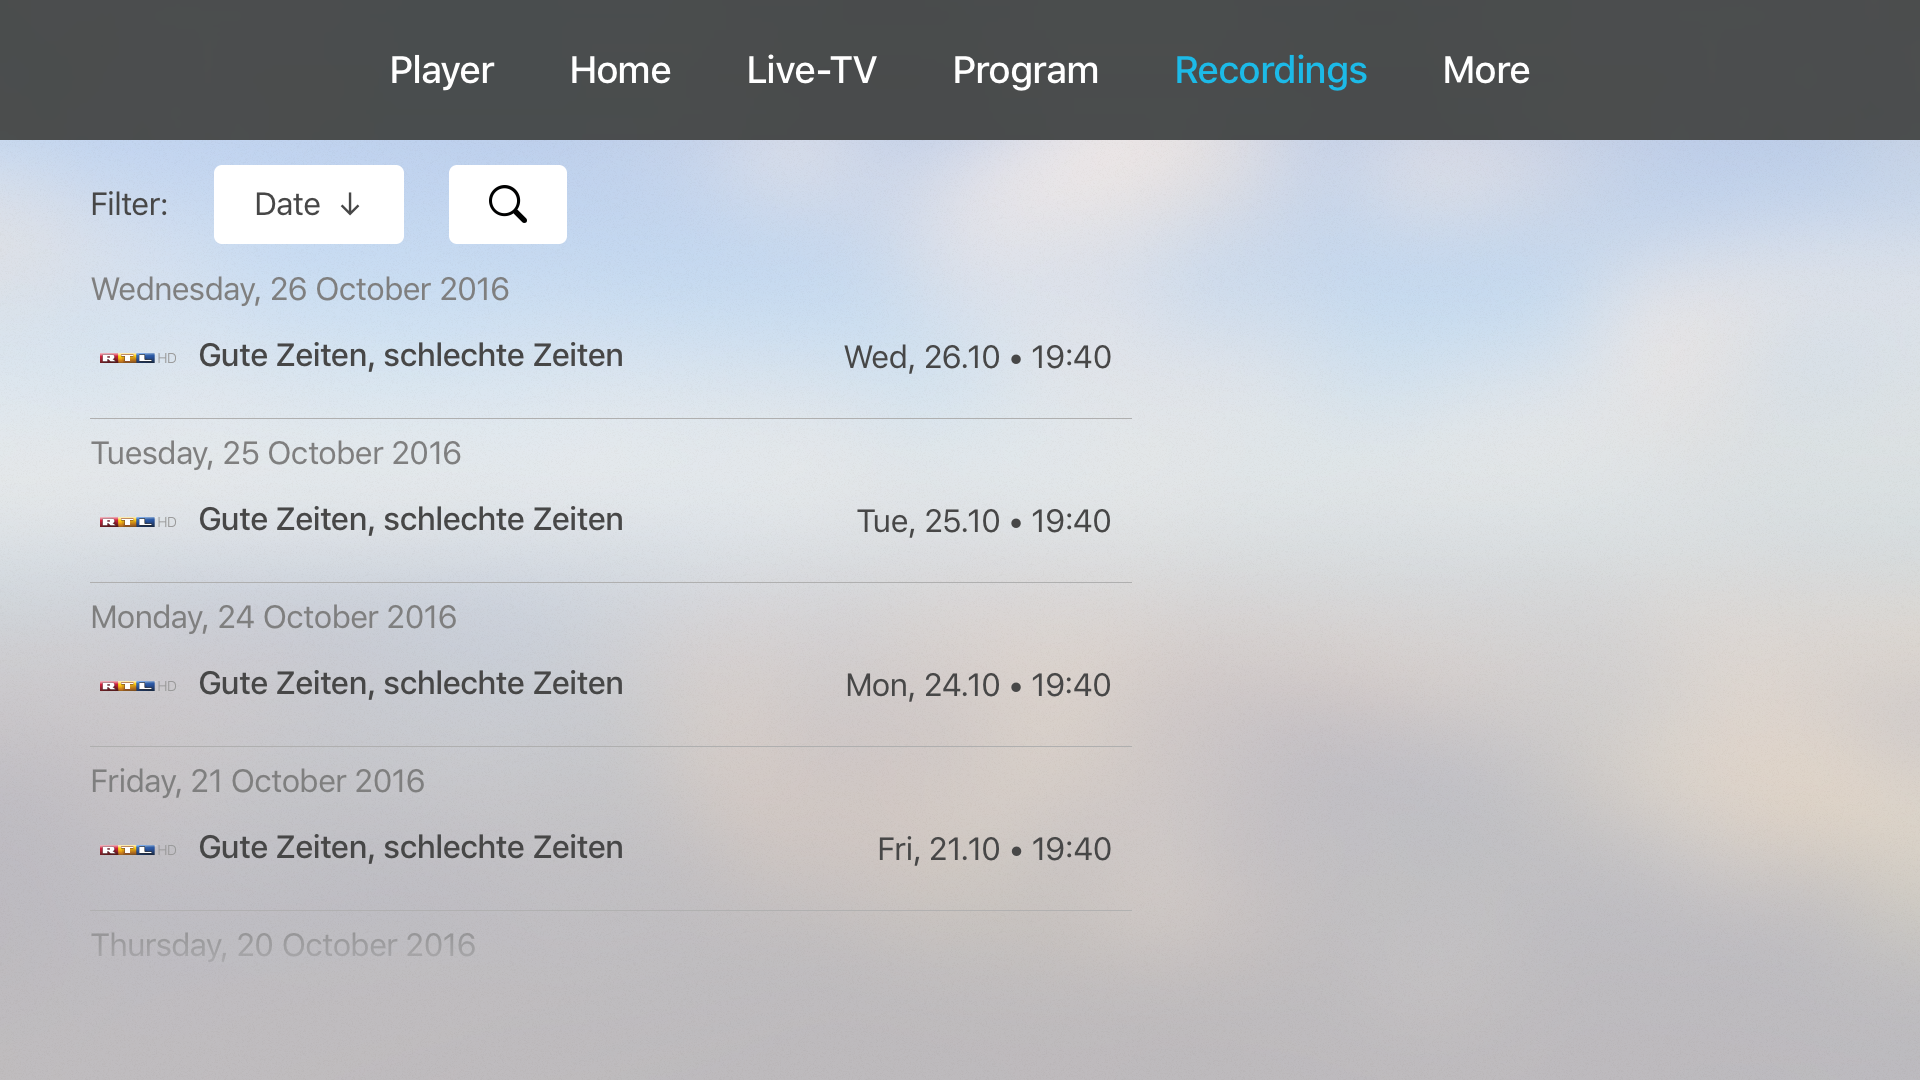 Player Home Live-TV Program Recordings More
Filter: Date ↓
Wednesday, 26 October 2016
RTL HD Gute Zeiten, schlechte Zeiten Wed, 26.10 • 19:40
Tuesday, 25 October 2016
RTL HD Gute Zeiten, schlechte Zeiten Tue, 25.10 • 19:40
Monday, 24 October 2016
RTL HD Gute Zeiten, schlechte Zeiten Mon, 24.10 • 19:40
Friday, 21 October 2016
RTL HD Gute Zeiten, schlechte Zeiten Fri, 21.10 • 19:40
Thursday, 20 October 2016